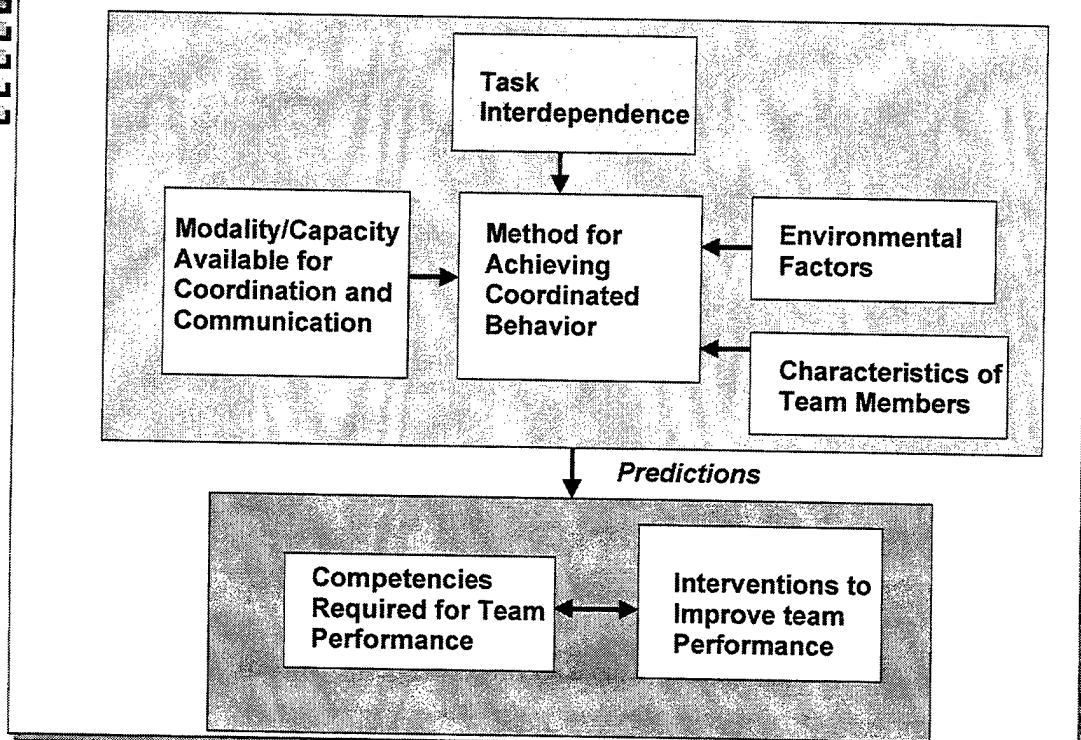 Task
Interdependence
Modality/Capacity
Available for
Coordination and
Communication
Method for
Achieving
Coordinated
Behavior
Environmental
Factors
Characteristics of
Team Members
Predictions
Competencies
Required for Team
Performance
Interventions to
Improve team
Performance